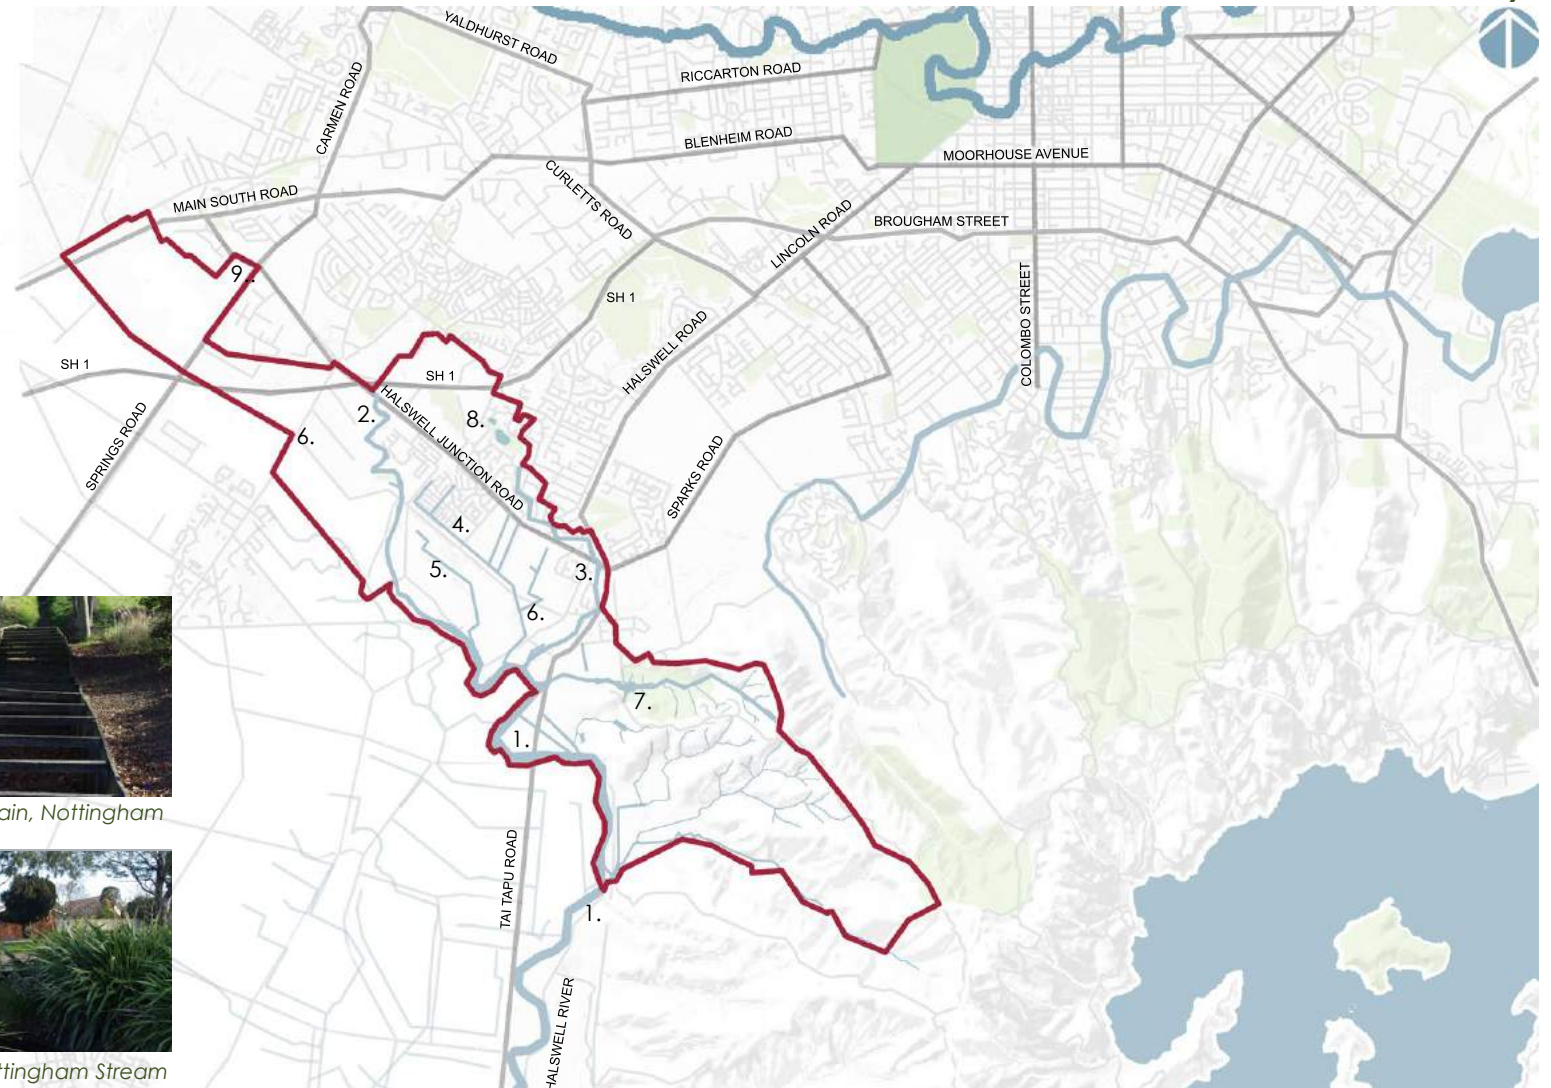 YALDHURST ROAD
RICCARTON ROAD
CARMEN ROAD
BLENHEIM ROAD
MOORHOUSE AVENUE
CURLETTS ROAD
MAIN SOUTH ROAD
LINCOLN ROAD
BROUGHAM STREET
9.
SH 1
COLOMBO STREET
HALSWELL ROAD
SH 1
SH 1
2.
HALSWELL JUNCTION ROAD
8.
6.
SPRINGS ROAD
SPARKS ROAD
4.
5.
3.
6.
7.
1.
ain, Nottingham
TAI TAPU ROAD
1.
HALSWELL RIVER
ttingham Stream